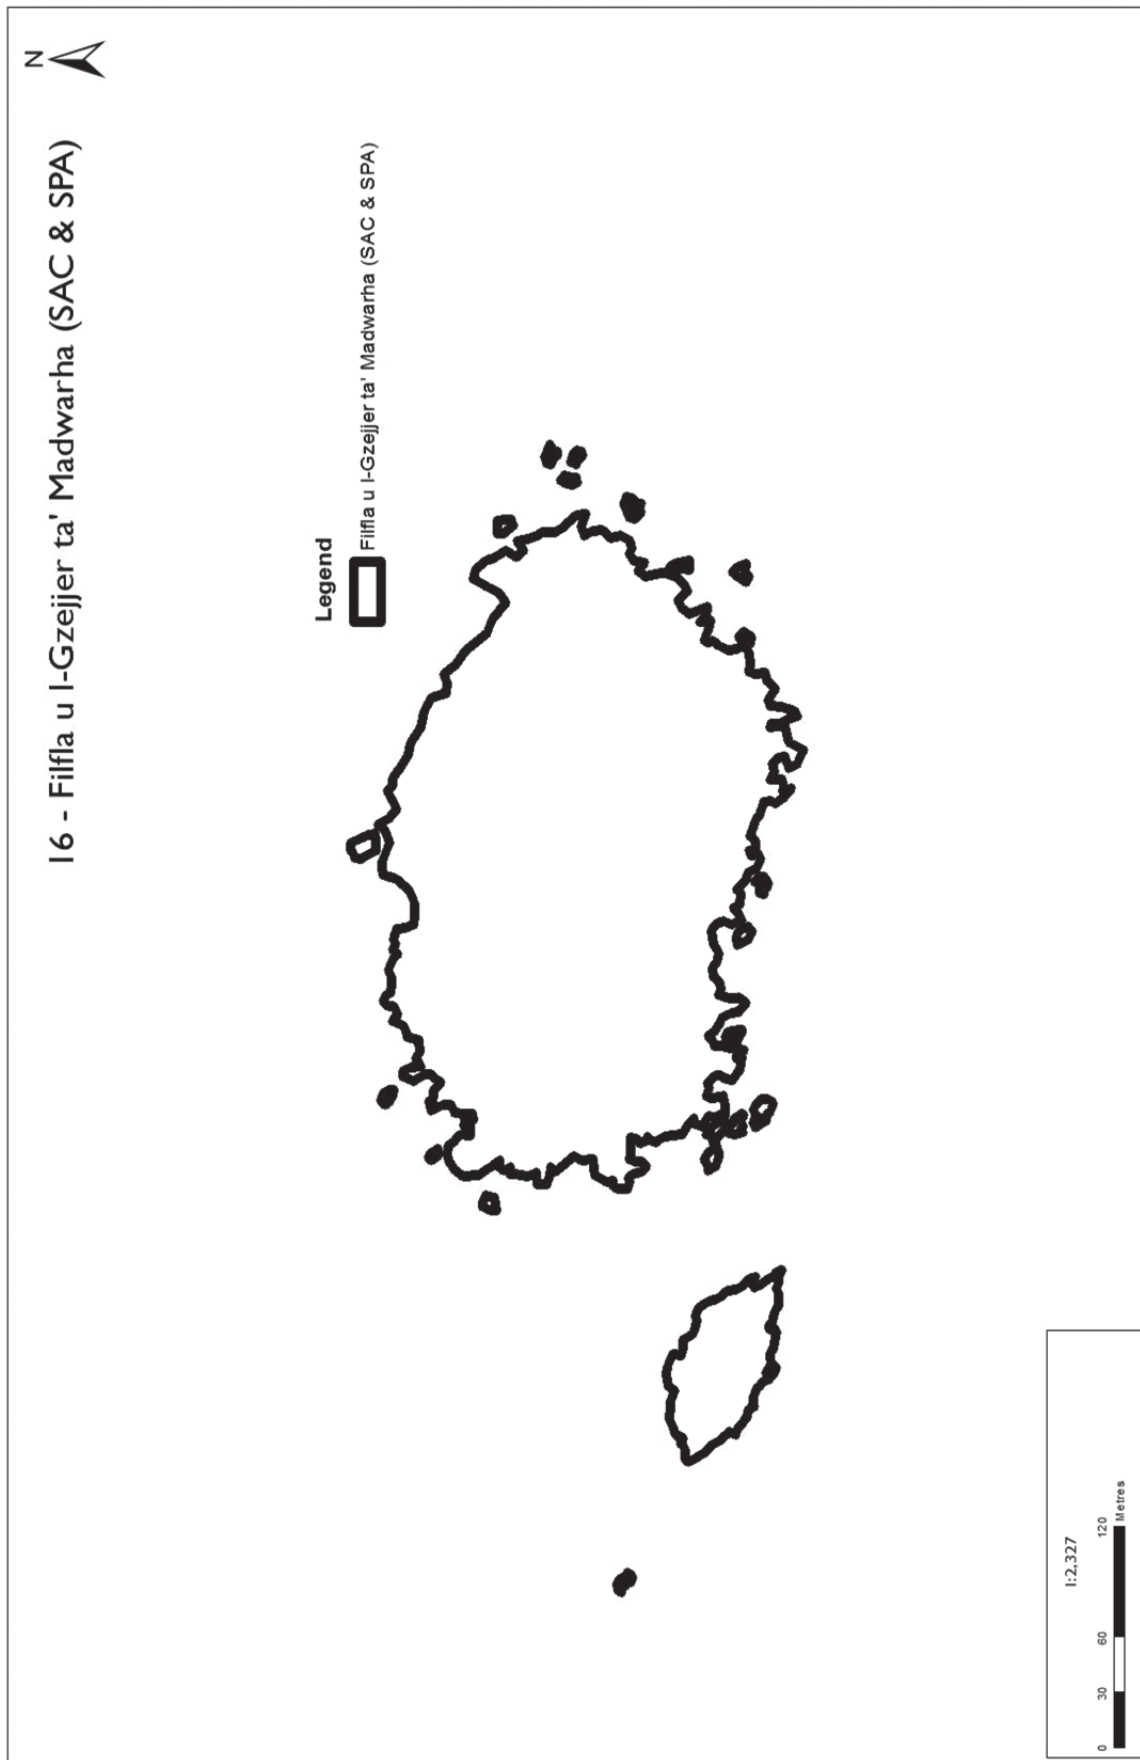 N
16 - Filfla u l-Gzejjer ta' Madwarha (SAC & SPA)
Legend
Filfla u l-Gzejjer ta' Madwarha (SAC & SPA)
1:2,327
0 30 60 120
Metres